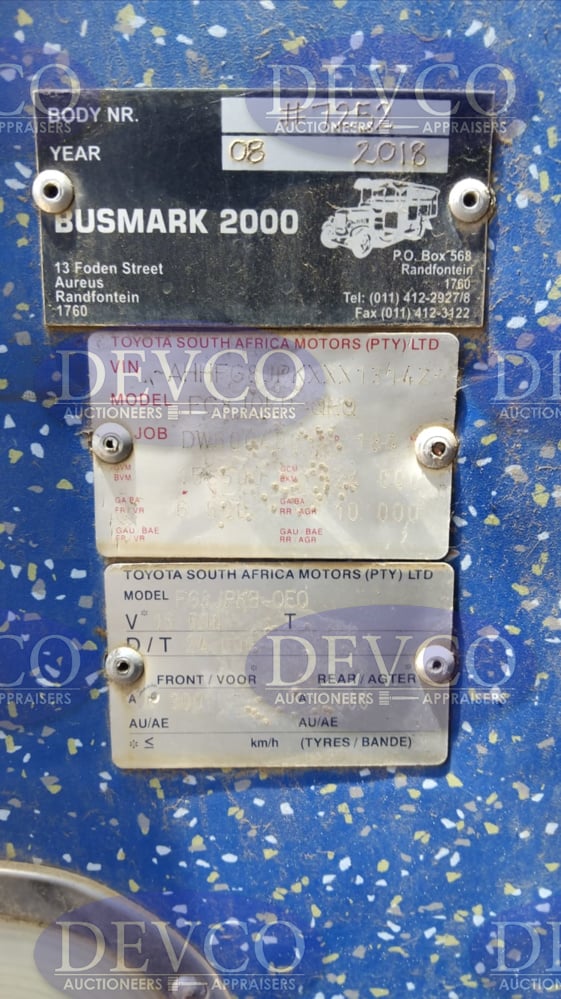 BODY NR. #7252
YEAR 08 2018
BUSMARK 2000
13 Foden Street
Aureus
Randfontein
1760
P.O. Box 568
Randfontein
1760
Tel: (011) 412-2927/8
Fax (011) 412-3122
TOYOTA SOUTH AFRICA MOTORS (PTY) LTD
VIN
MODEL
JOB
GVM
BVM
GCM
BKM
GA/BA
FR/VR
GA/BA
RR/AGR 10 000
GAU/BAE
FR/VR
GAU/BAE
RR/AGR
TOYOTA SOUTH AFRICA MOTORS (PTY) LTD
MODEL
V* T
D/T
FRONT/VOOR* REAR/AGTER
A A
AU/AE AU/AE
* ≤ km/h (TYRES/BANDE)
DEVCO
AUCTIONEERS APPRAISERS